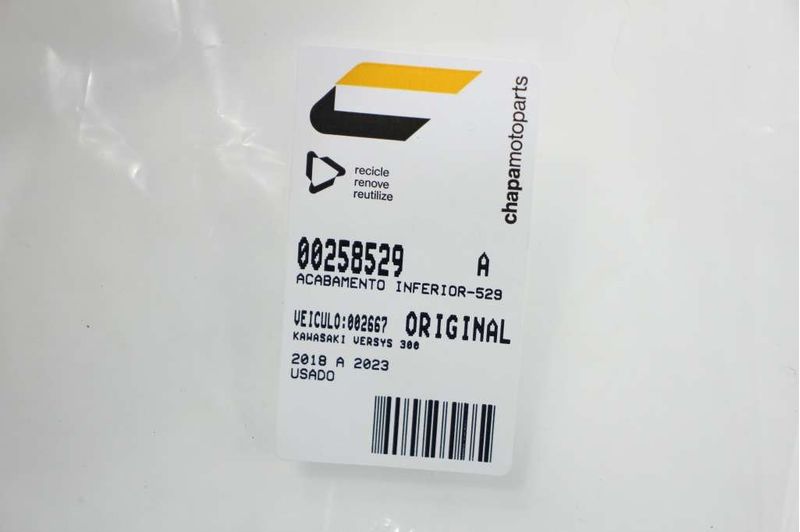 chapamotoparts
recicle
renove
reutilize
00258529 A
ACABAMENTO INFERIOR-529
VEICULO:002667 ORIGINAL
KAWASAKI VERSYS 300
2018 A 2023
USADO